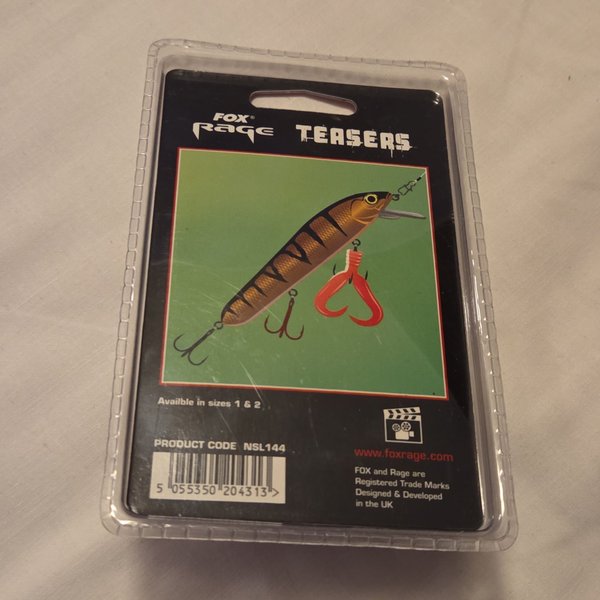 FOX®
Rage TEASERS
Availble in sizes 1 & 2
PRODUCT CODE NSL144
5 055350 204313>
www.foxrage.com
FOX and Rage are
Registered Trade Marks
Designed & Developed
in the UK